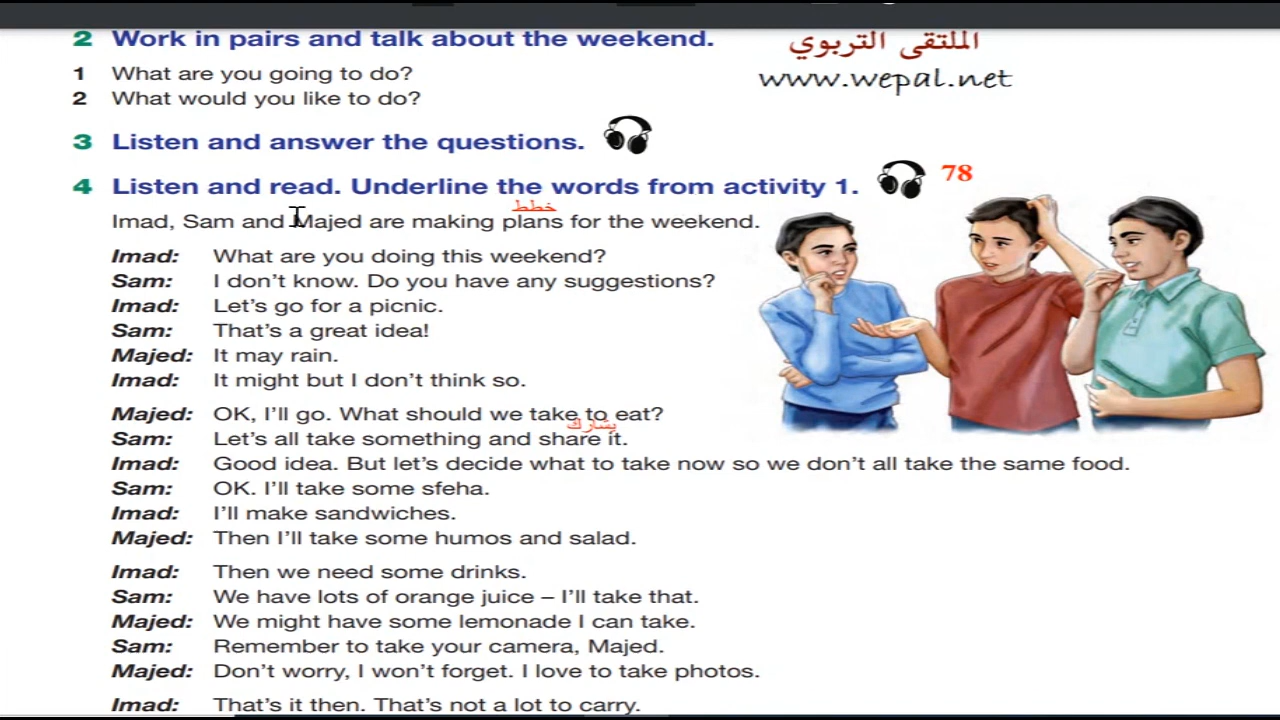 2 Work in pairs and talk about the weekend.
الملتقى التربوي
1 What are you going to do?
www.wepal.net
2 What would you like to do?
3 Listen and answer the questions.
4 Listen and read. Underline the words from activity 1.
78
خطط
Imad, Sam and Majed are making plans for the weekend.
Imad: What are you doing this weekend?
Sam: I don't know. Do you have any suggestions?
Imad: Let's go for a picnic.
Sam: That's a great idea!
Majed: It may rain.
Imad: It might but I don't think so.
Majed: OK, I'll go. What should we take to eat?
يشارك
Sam: Let's all take something and share it.
Imad: Good idea. But let's decide what to take now so we don't all take the same food.
Sam: OK. I'll take some sfeha.
Imad: I'll make sandwiches.
Majed: Then I'll take some humos and salad.
Imad: Then we need some drinks.
Sam: We have lots of orange juice – I'll take that.
Majed: We might have some lemonade I can take.
Sam: Remember to take your camera, Majed.
Majed: Don't worry, I won't forget. I love to take photos.
Imad: That's it then. That's not a lot to carry.